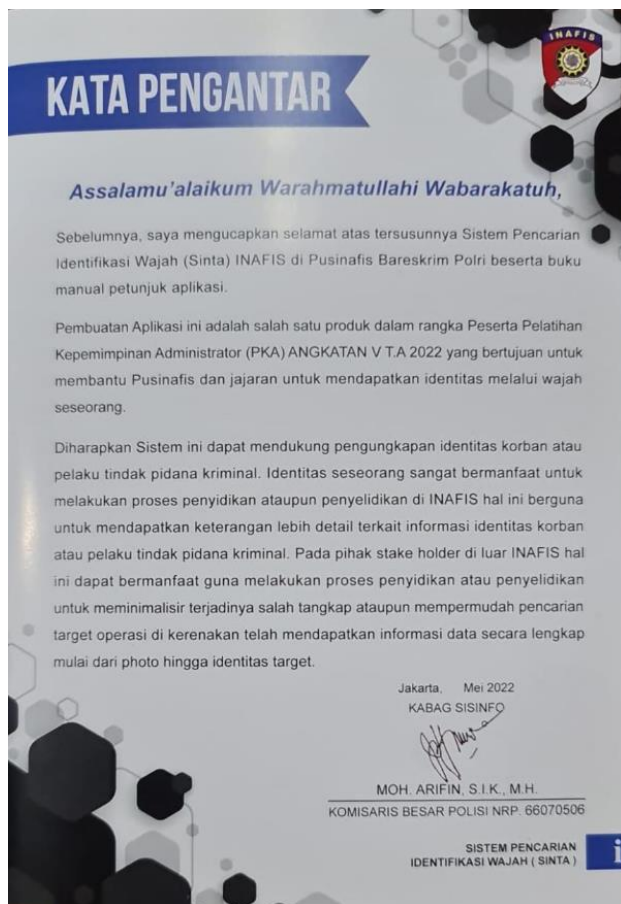 INAFIS
KATA PENGANTAR
Assalamu'alaikum Warahmatullahi Wabarakatuh,
Sebelumnya, saya mengucapkan selamat atas tersusunnya Sistem Pencarian
Identifikasi Wajah (Sinta) INAFIS di Pusinafis Bareskrim Polri beserta buku
manual petunjuk aplikasi.
Pembuatan Aplikasi ini adalah salah satu produk dalam rangka Peserta Pelatihan
Kepemimpinan Administrator (PKA) ANGKATAN V T.A 2022 yang bertujuan untuk
membantu Pusinafis dan jajaran untuk mendapatkan identitas melalui wajah
seseorang.
Diharapkan Sistem ini dapat mendukung pengungkapan identitas korban atau
pelaku tindak pidana kriminal. Identitas seseorang sangat bermanfaat untuk
melakukan proses penyidikan ataupun penyelidikan di INAFIS hal ini berguna
untuk mendapatkan keterangan lebih detail terkait informasi identitas korban
atau pelaku tindak pidana kriminal. Pada pihak stake holder di luar INAFIS hal
ini dapat bermanfaat guna melakukan proses penyidikan atau penyelidikan
untuk meminimalisir terjadinya salah tangkap ataupun mempermudah pencarian
target operasi di kerenakan telah mendapatkan informasi data secara lengkap
mulai dari photo hingga identitas target.
Jakarta, Mei 2022
KABAG SISINFO
MOH. ARIFIN, S.I.K., M.H.
KOMISARIS BESAR POLISI NRP. 66070506
SISTEM PENCARIAN
IDENTIFIKASI WAJAH ( SINTA )
i